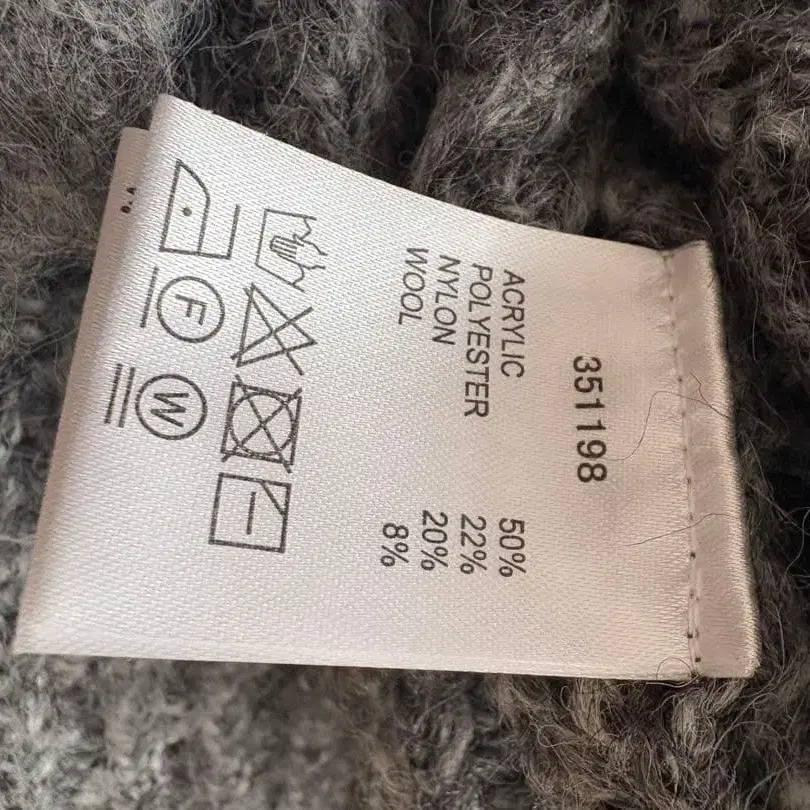 351198
ACRYLIC 50%
POLYESTER 22%
NYLON 20%
WOOL 8%
F
W